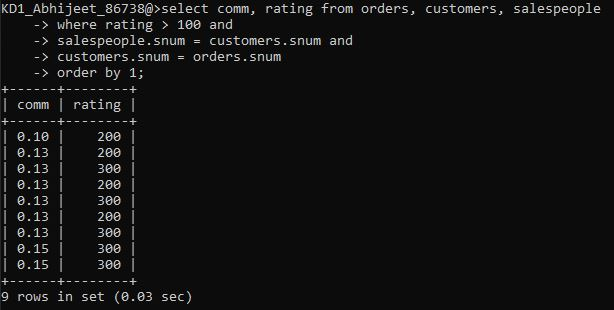 KD1_Abhijeet_86738@>select comm, rating from orders, customers, salespeople
    -> where rating > 100 and
    -> salespeople.snum = customers.snum and
    -> customers.snum = orders.snum
    -> order by 1;
+------+--------+
| comm | rating |
+------+--------+
| 0.10 |    200 |
| 0.13 |    200 |
| 0.13 |    300 |
| 0.13 |    200 |
| 0.13 |    300 |
| 0.13 |    200 |
| 0.13 |    300 |
| 0.15 |    300 |
| 0.15 |    300 |
+------+--------+
9 rows in set (0.03 sec)